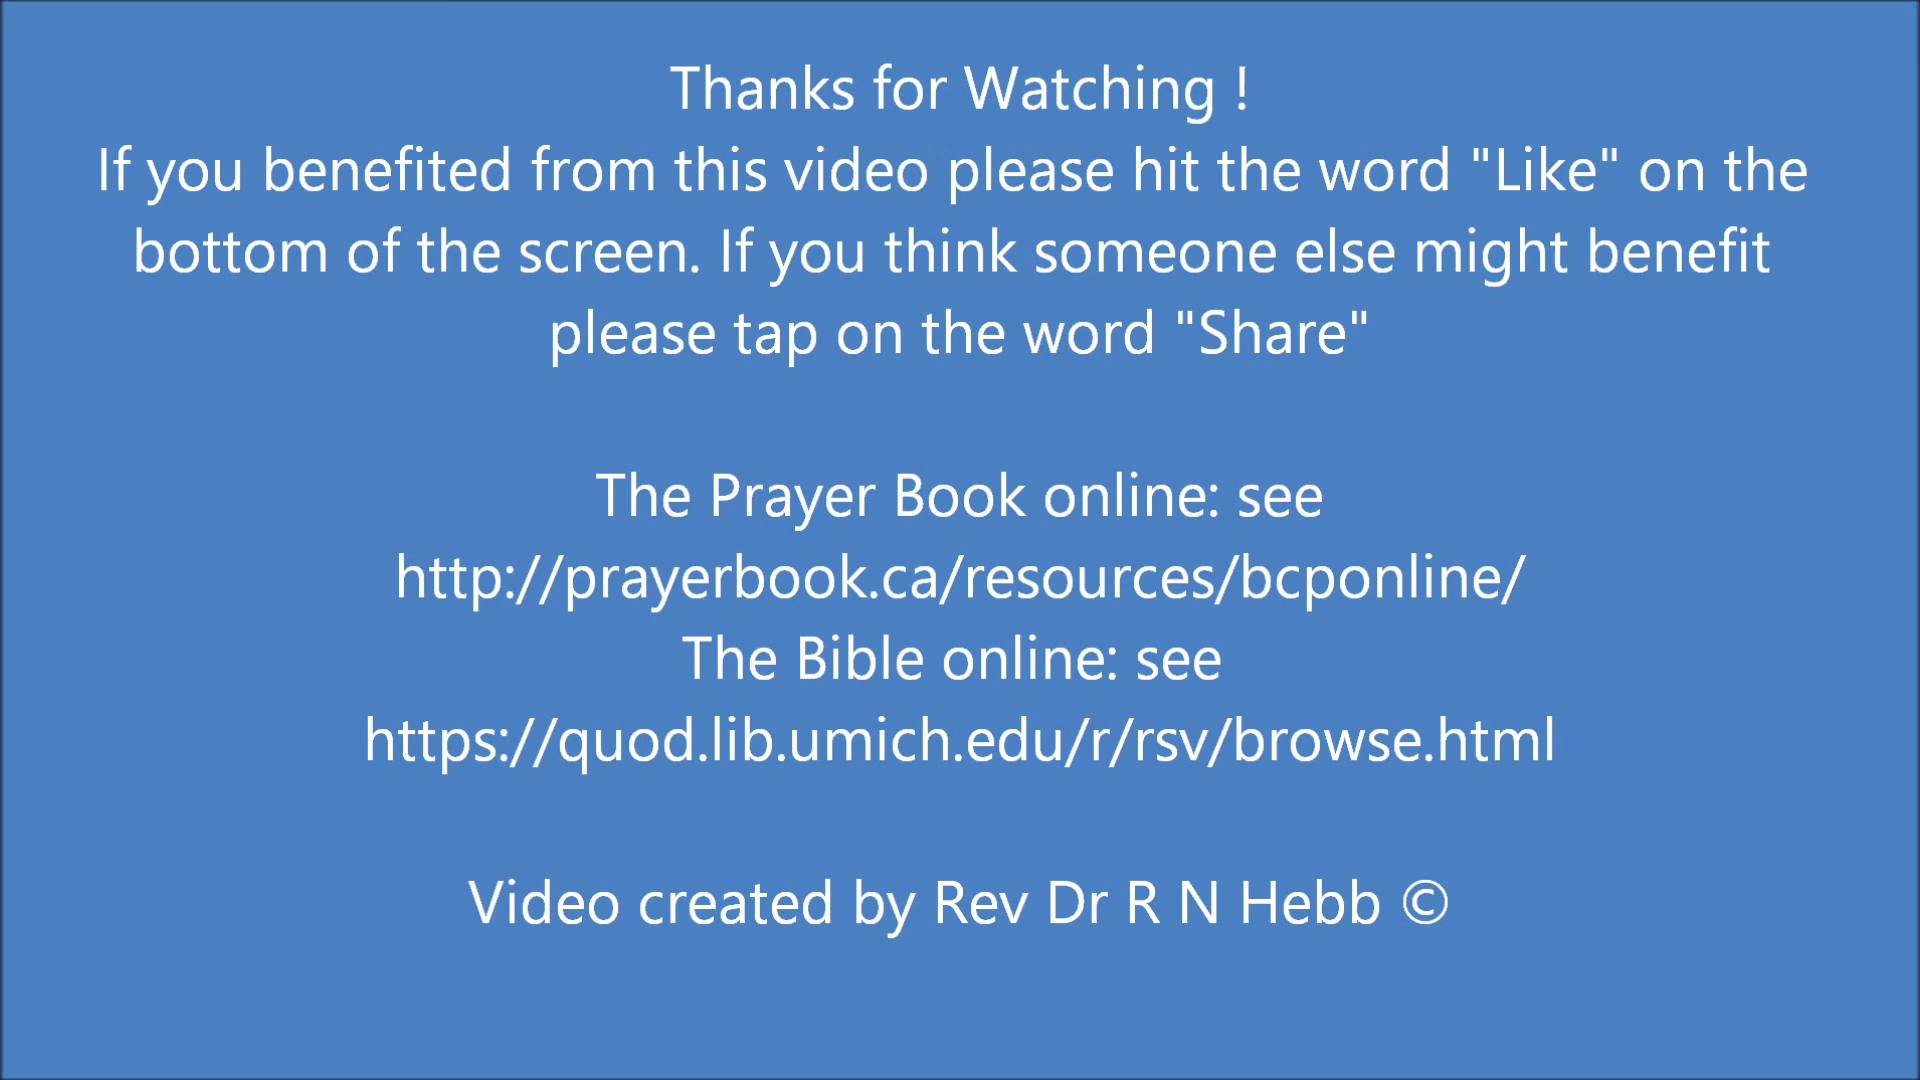 Thanks for Watching !
If you benefited from this video please hit the word "Like" on the
bottom of the screen. If you think someone else might benefit
please tap on the word "Share"
The Prayer Book online: see
http://prayerbook.ca/resources/bcponline/
The Bible online: see
https://quod.lib.umich.edu/r/rsv/browse.html
Video created by Rev Dr R N Hebb ©